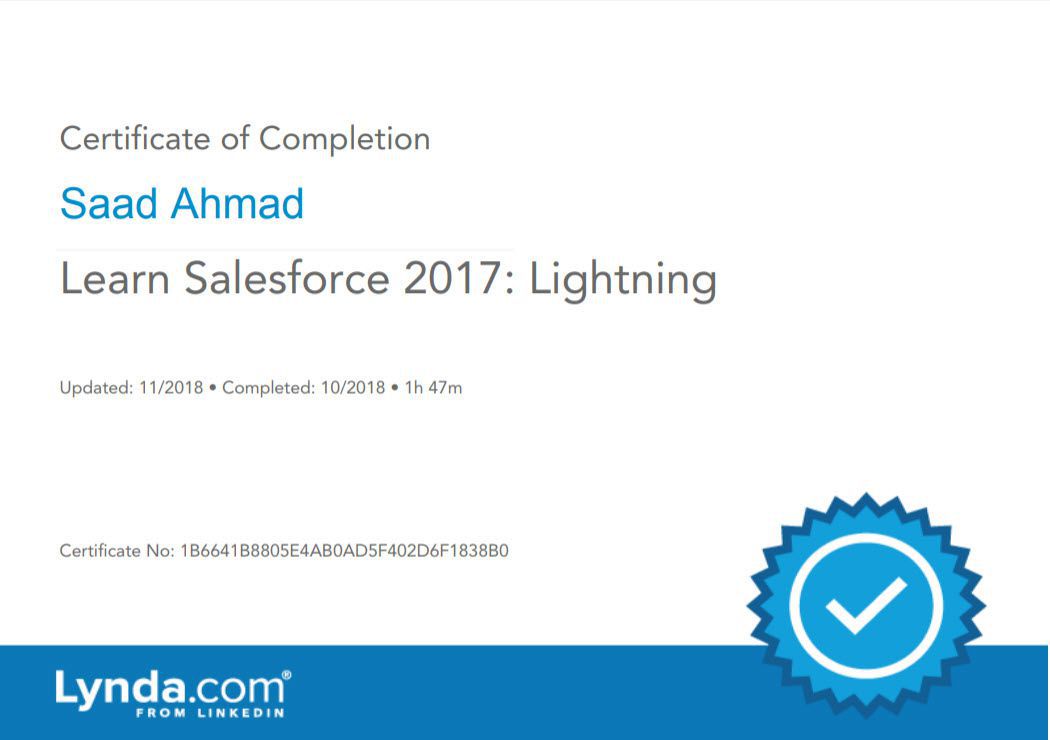 Certificate of Completion
Saad Ahmad
Learn Salesforce 2017: Lightning
Updated: 11/2018 • Completed: 10/2018 • 1h 47m
Certificate No: 1B6641B8805E4AB0AD5F402D6F1838B0
Lynda.com®
FROM LINKEDIN